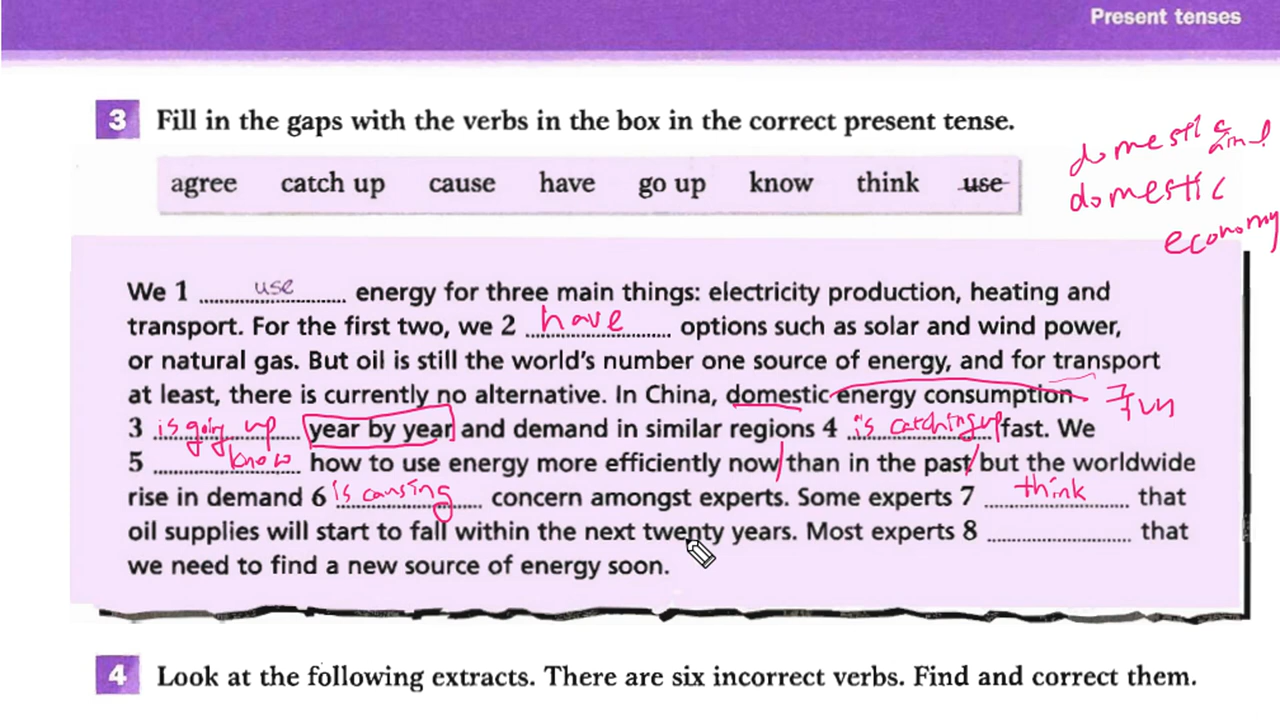 Present tenses
3 Fill in the gaps with the verbs in the box in the correct present tense.
domestic
animal
agree catch up cause have go up know think use
domestic
economy
We 1 use energy for three main things: electricity production, heating and
transport. For the first two, we 2 have options such as solar and wind power,
or natural gas. But oil is still the world's number one source of energy, and for transport
at least, there is currently no alternative. In China, domestic energy consumption
3 is going up year by year and demand in similar regions 4 is catching up fast. We
5 know how to use energy more efficiently now than in the past but the worldwide
rise in demand 6 is causing concern amongst experts. Some experts 7 think that
oil supplies will start to fall within the next twenty years. Most experts 8 that
we need to find a new source of energy soon.
4 Look at the following extracts. There are six incorrect verbs. Find and correct them.